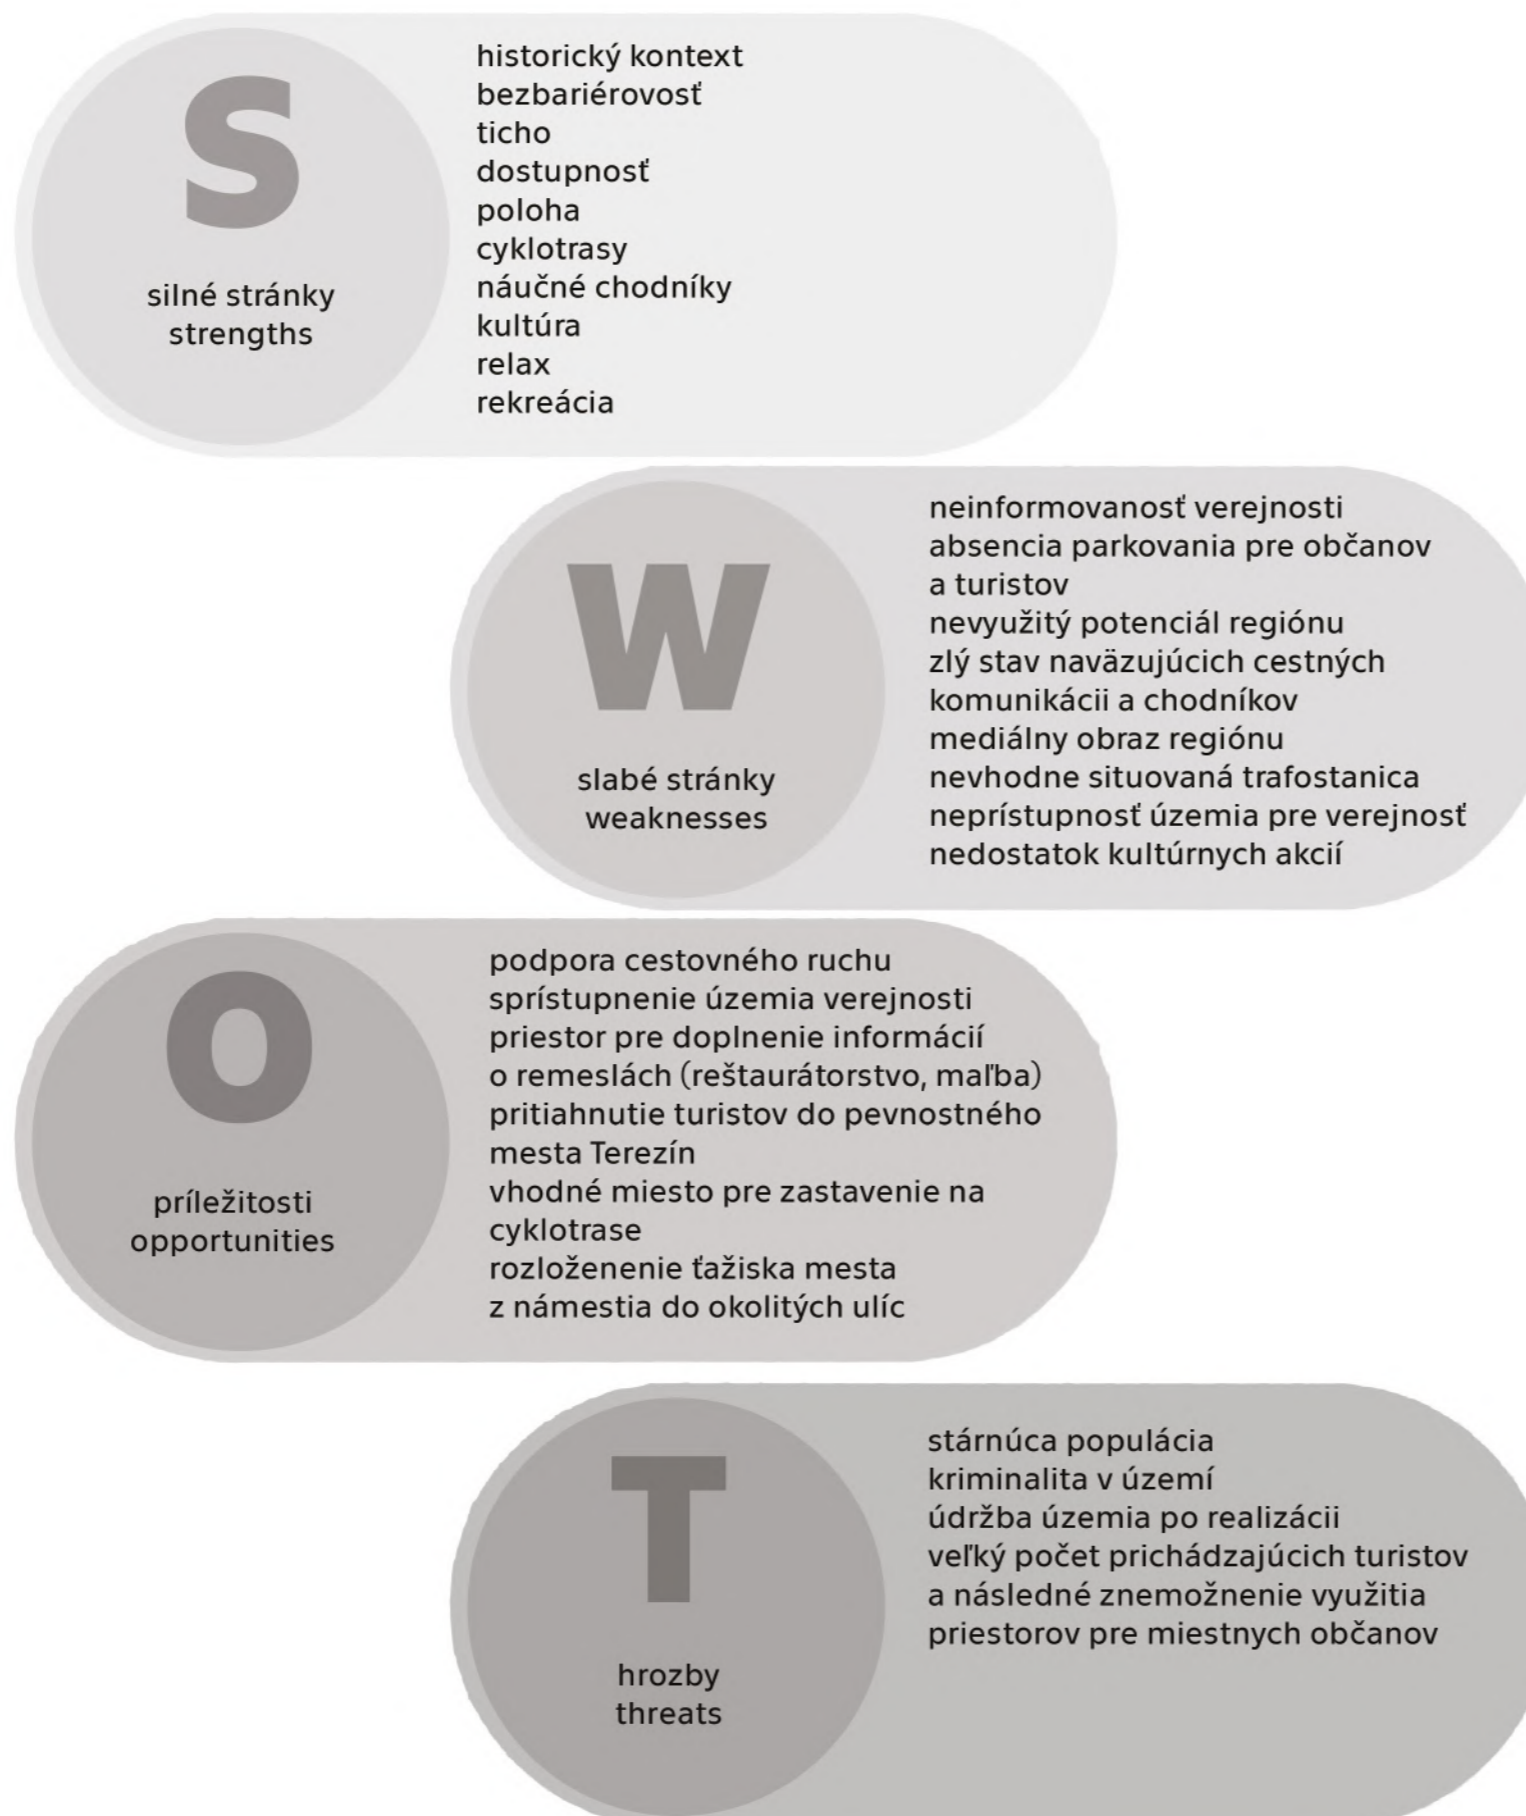 S
silné stránky
strengths
historický kontext
bezbariérovosť
ticho
dostupnosť
poloha
cyklotrasy
náučné chodníky
kultúra
relax
rekreácia
W
slabé stránky
weaknesses
neinformovanosť verejnosti
absencia parkovania pre občanov
a turistov
nevyužitý potenciál regiónu
zlý stav naväzujúcich cestných
komunikácii a chodníkov
mediálny obraz regiónu
nevhodne situovaná trafostanica
neprístupnosť územia pre verejnosť
nedostatok kultúrnych akcií
O
príležitosti
opportunities
podpora cestovného ruchu
sprístupnenie územia verejnosti
priestor pre doplnenie informácií
o remeslách (reštaurátorstvo, maľba)
pritiahnutie turistov do pevnostného
mesta Terezín
vhodné miesto pre zastavenie na
cyklotrase
rozloženenie ťažiska mesta
z námestia do okolitých ulíc
T
hrozby
threats
stárnúca populácia
kriminalita v území
údržba územia po realizácii
veľký počet prichádzajúcich turistov
a následné znemožnenie využitia
priestorov pre miestnych občanov